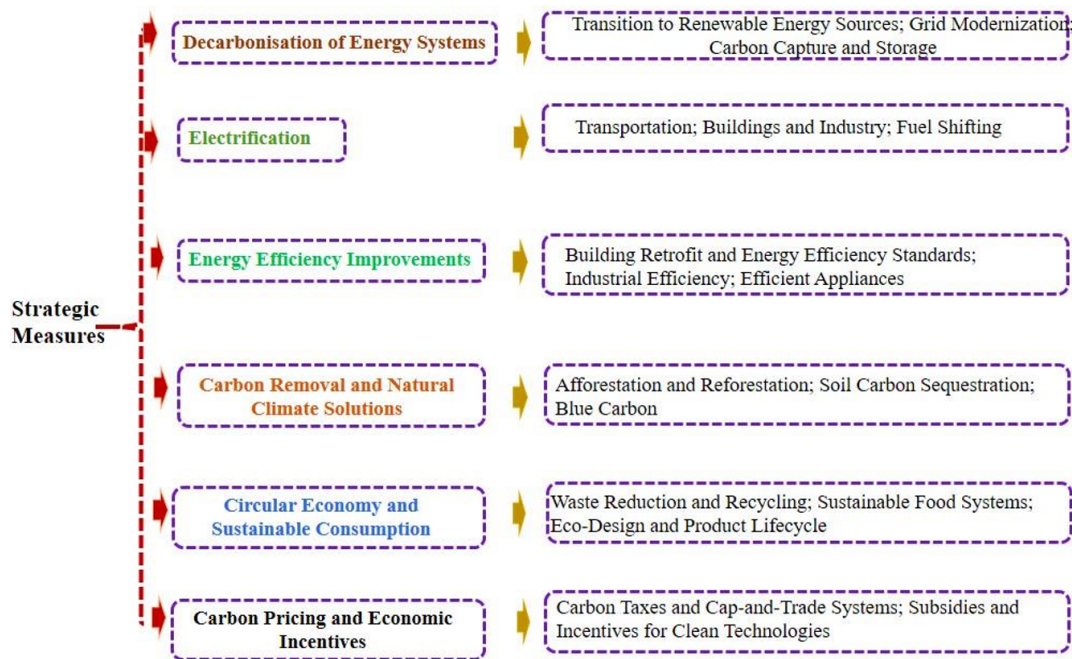 Decarbonisation of Energy Systems
Transition to Renewable Energy Sources; Grid Modernization;
Carbon Capture and Storage
Electrification
Transportation; Buildings and Industry; Fuel Shifting
Energy Efficiency Improvements
Building Retrofit and Energy Efficiency Standards;
Industrial Efficiency; Efficient Appliances
Strategic
Measures
Carbon Removal and Natural
Climate Solutions
Afforestation and Reforestation; Soil Carbon Sequestration;
Blue Carbon
Circular Economy and
Sustainable Consumption
Waste Reduction and Recycling; Sustainable Food Systems;
Eco-Design and Product Lifecycle
Carbon Pricing and Economic
Incentives
Carbon Taxes and Cap-and-Trade Systems; Subsidies and
Incentives for Clean Technologies